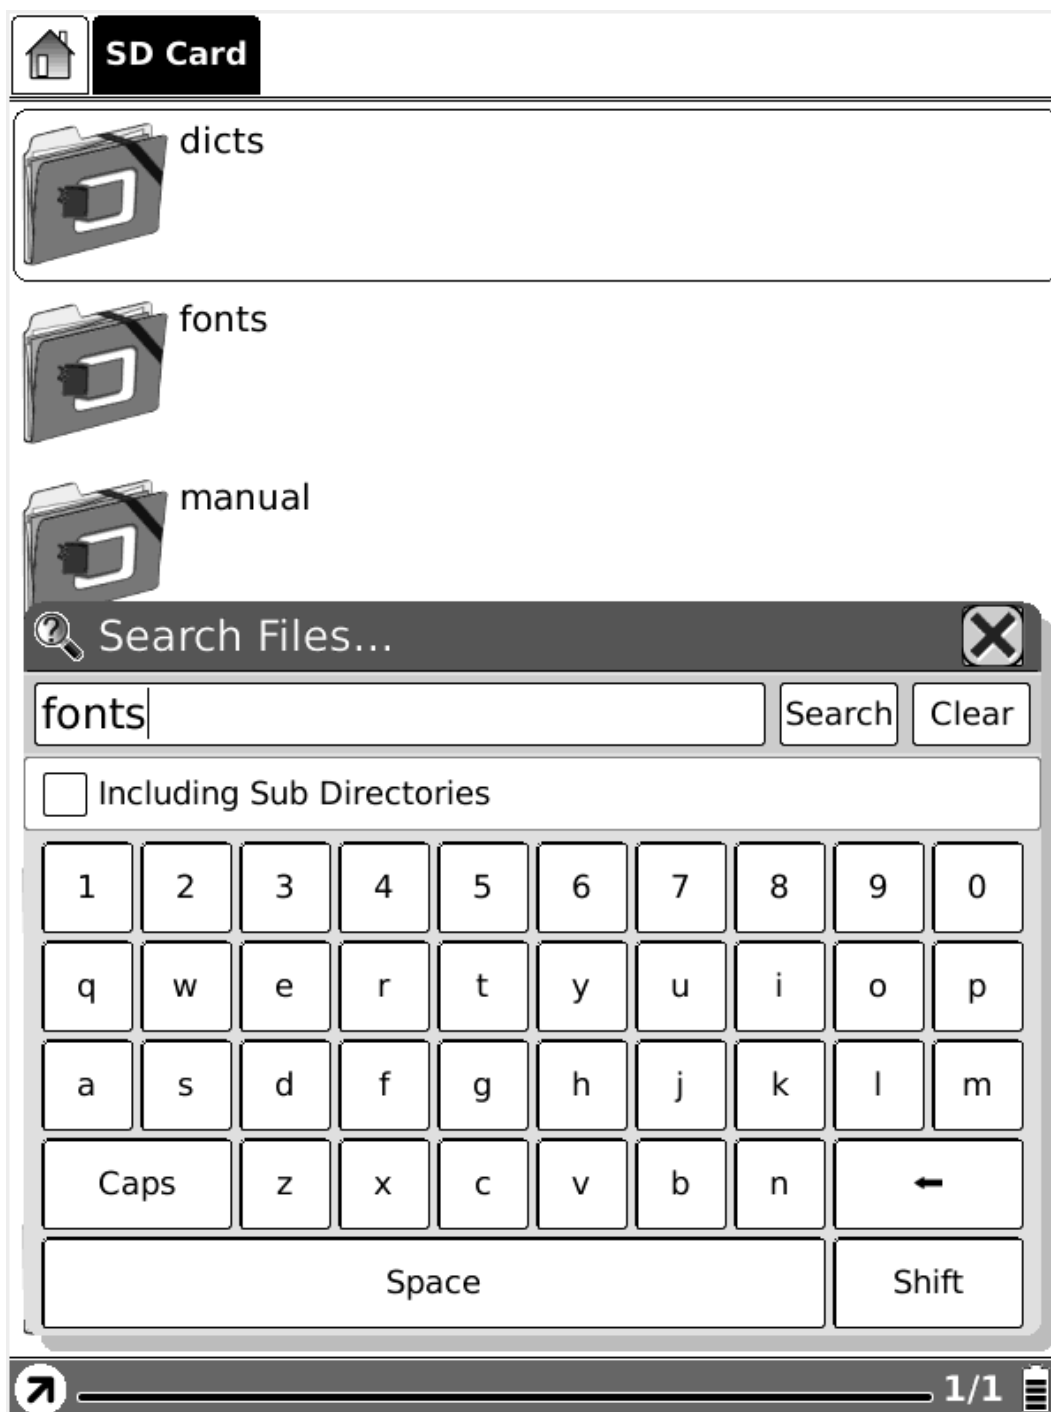 SD Card
dicts
fonts
manual
Search Files...
fonts Search Clear
Including Sub Directories
1 2 3 4 5 6 7 8 9 0
q w e r t y u i o p
a s d f g h j k l m
Caps z x c v b n ←
Space Shift
1/1